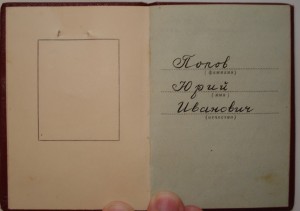 Попов
(фамилия)
Юрий
(имя)
Иванович
(отчество)